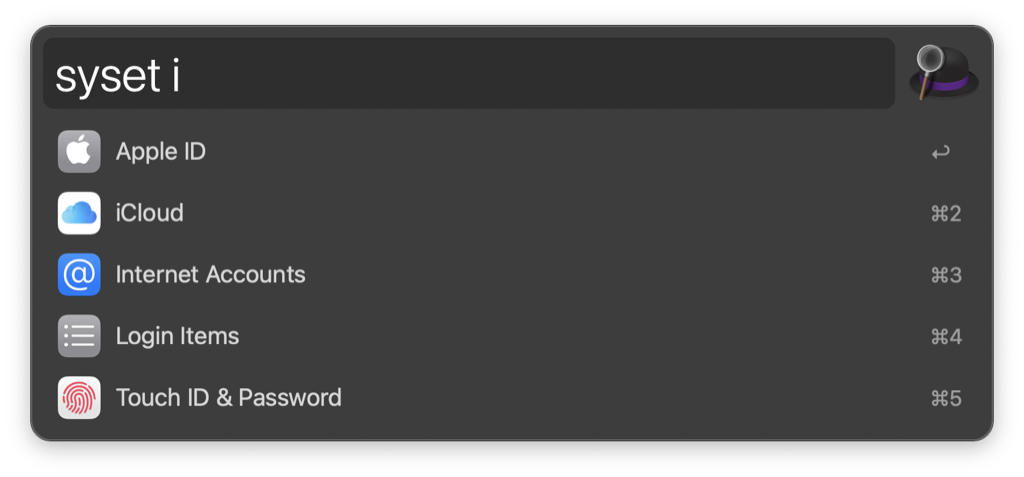 syset i
Apple ID ↩
iCloud ⌘2
Internet Accounts ⌘3
Login Items ⌘4
Touch ID & Password ⌘5